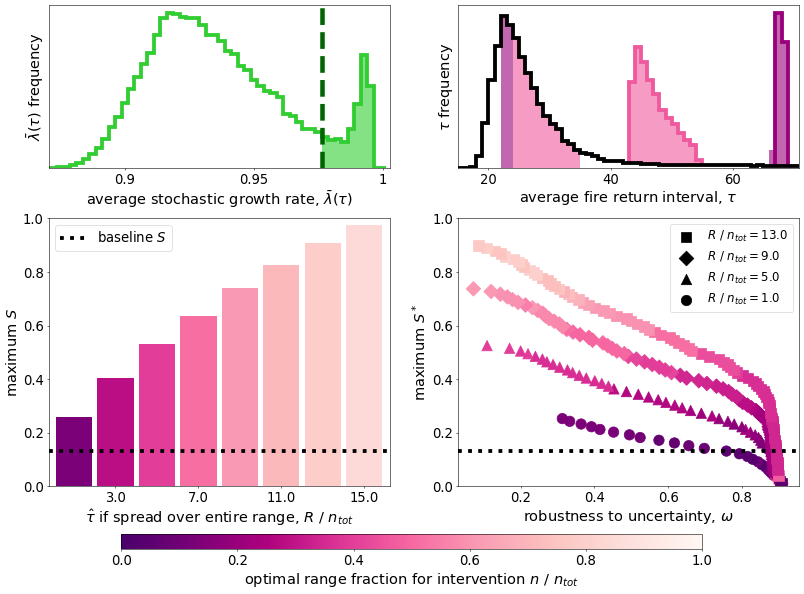 λ̄(τ) frequency
0.9 0.95 1
average stochastic growth rate, λ̄(τ)
τ frequency
20 40 60
average fire return interval, τ
maximum S
1.0
0.8
0.6
0.4
0.2
0.0
baseline S
3.0 7.0 11.0 15.0
τ̂ if spread over entire range, R / n_tot
maximum S*
1.0
0.8
0.6
0.4
0.2
0.0
R / n_tot = 13.0
R / n_tot = 9.0
R / n_tot = 5.0
R / n_tot = 1.0
0.2 0.4 0.6 0.8
robustness to uncertainty, ω
0.0 0.2 0.4 0.6 0.8 1.0
optimal range fraction for intervention n / n_tot